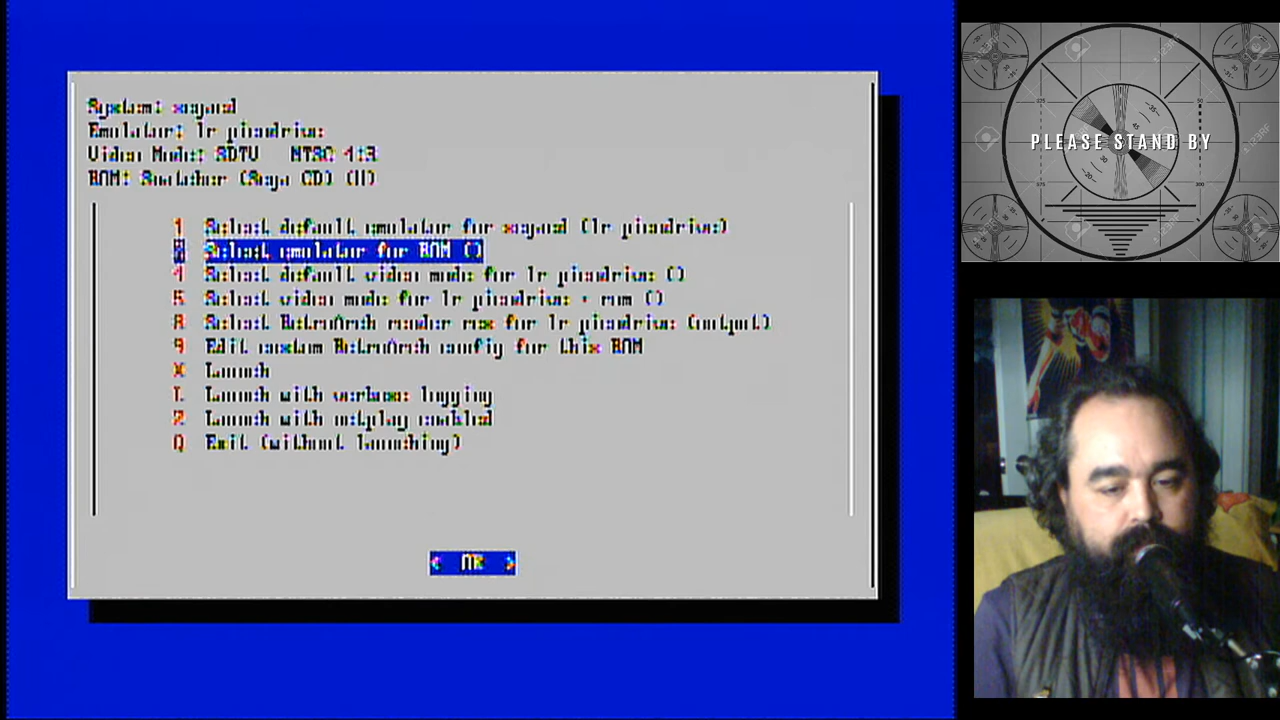 System: segacd
Emulator: lr-picodrive
Video Mode: SDTV - NTSC-4:3
ROM: (Sega CD) (U)
1 Select default emulator for segacd (lr-picodrive)
2 Select emulator for ROM ()
4 Select default video mode for lr-picodrive ()
5 Select video mode for lr-picodrive + rom ()
8 Select RetroArch render res for lr-picodrive (output)
9 Edit custom RetroArch config for this ROM
X Launch
L Launch with verbose logging
Z Launch with netplay enabled
Q Exit (without launching)
< OK >
PLEASE STAND BY